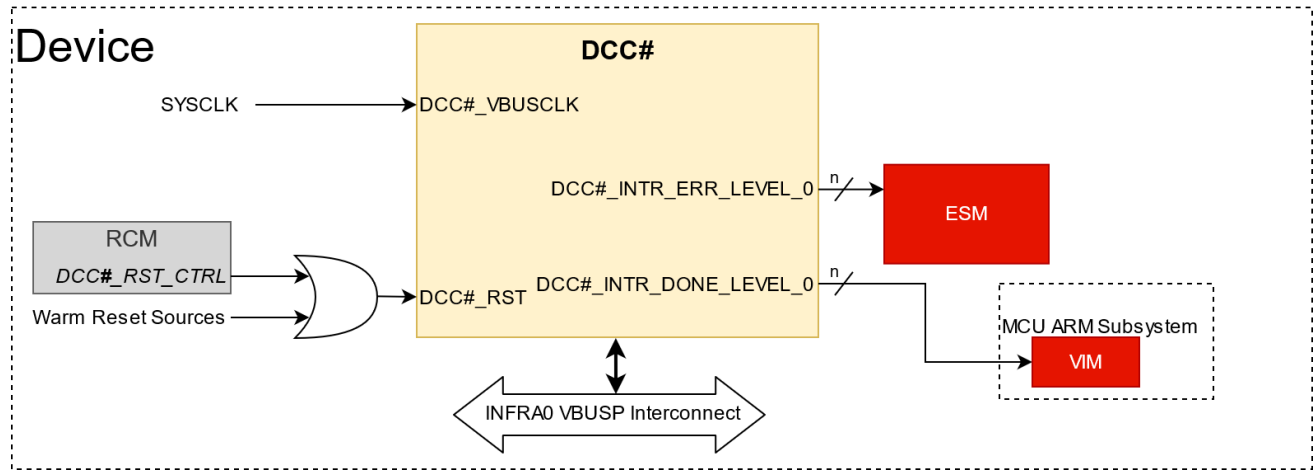 Device
DCC#
SYSCLK
DCC#_VBUSCLK
DCC#_INTR_ERR_LEVEL_0
n
ESM
RCM
DCC#_RST_CTRL
Warm Reset Sources
DCC#_RST
DCC#_INTR_DONE_LEVEL_0
n
MCU ARM Subsystem
VIM
INFRA0 VBUSP Interconnect